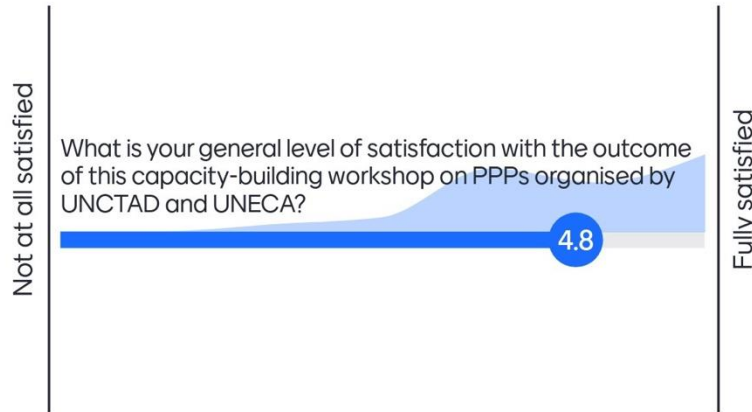 Not at all satisfied
What is your general level of satisfaction with the outcome
of this capacity-building workshop on PPPs organised by
UNCTAD and UNECA?
4.8
Fully satisfied